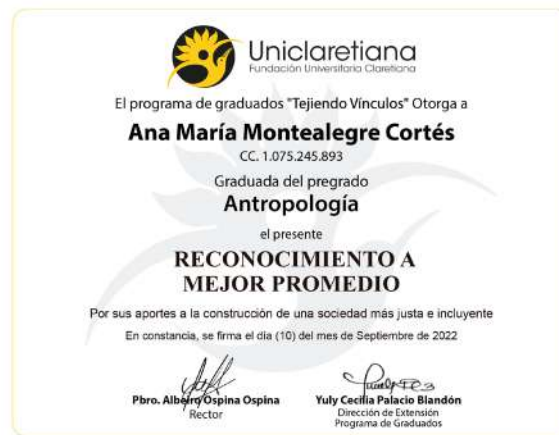 Uniclaretiana
Fundación Universitaria Claretiana
El programa de graduados "Tejiendo Vínculos" Otorga a
Ana María Montealegre Cortés
CC. 1.075.245.893
Graduada del pregrado
Antropología
el presente
RECONOCIMIENTO A
MEJOR PROMEDIO
Por sus aportes a la construcción de una sociedad más justa e incluyente
En constancia, se firma el día (10) del mes de Septiembre de 2022
Pbro. Albeiro Ospina Ospina
Rector
Yuly Cecilia Palacio Blandón
Dirección de Extensión
Programa de Graduados